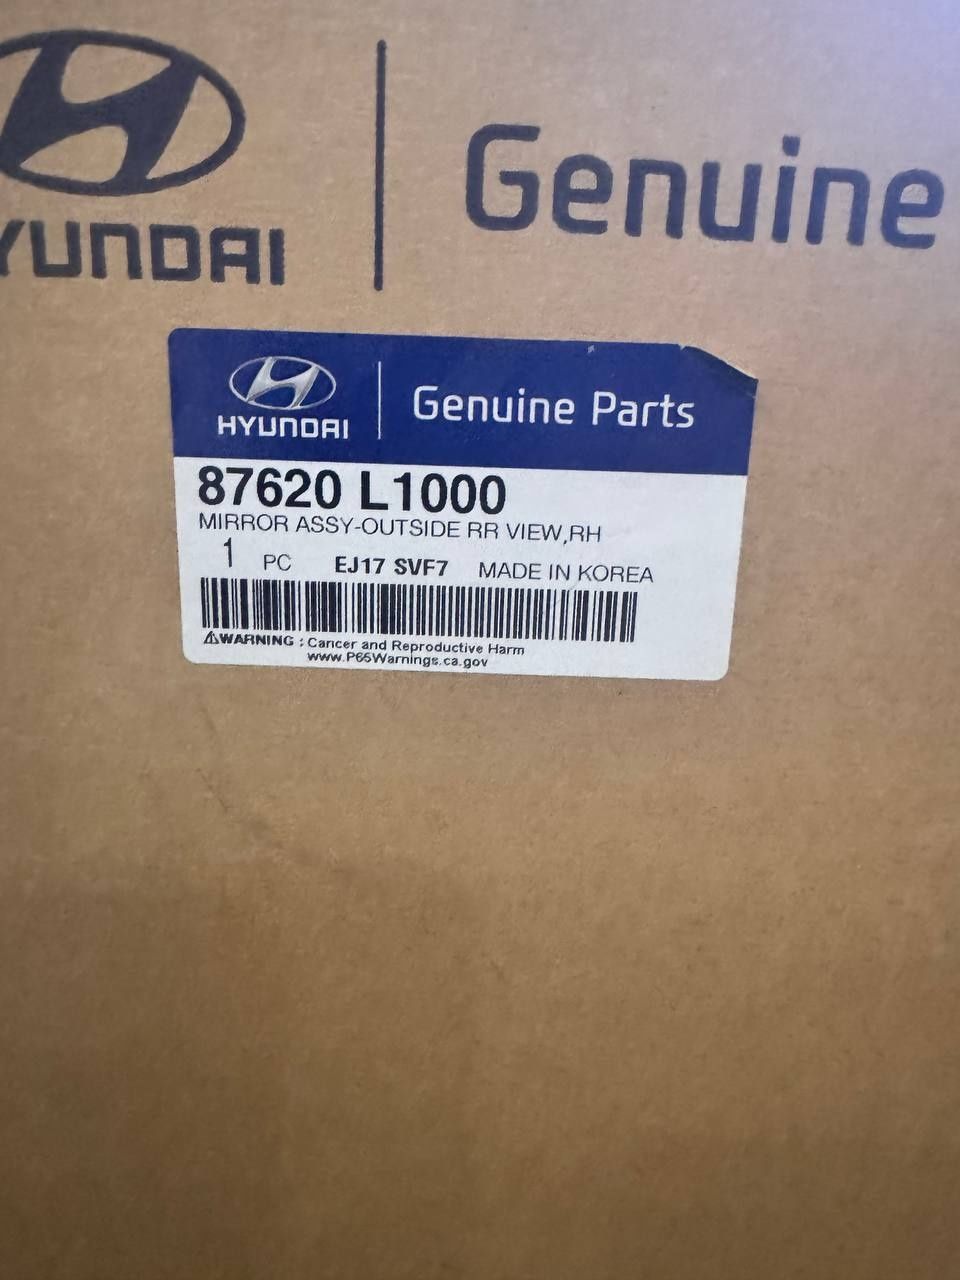 HYUNDAI
Genuine
HYUNDAI
Genuine Parts
87620 L1000
MIRROR ASSY-OUTSIDE RR VIEW,RH
1 PC EJ17 SVF7 MADE IN KOREA
⚠WARNING : Cancer and Reproductive Harm
www.P65Warnings.ca.gov